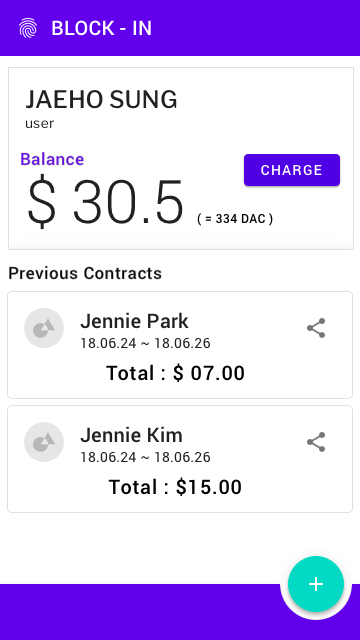 BLOCK - IN
JAEHO SUNG
user
Balance
CHARGE
$ 30.5 ( = 334 DAC )
Previous Contracts
Jennie Park
18.06.24 ~ 18.06.26
Total : $ 07.00
Jennie Kim
18.06.24 ~ 18.06.26
Total : $15.00